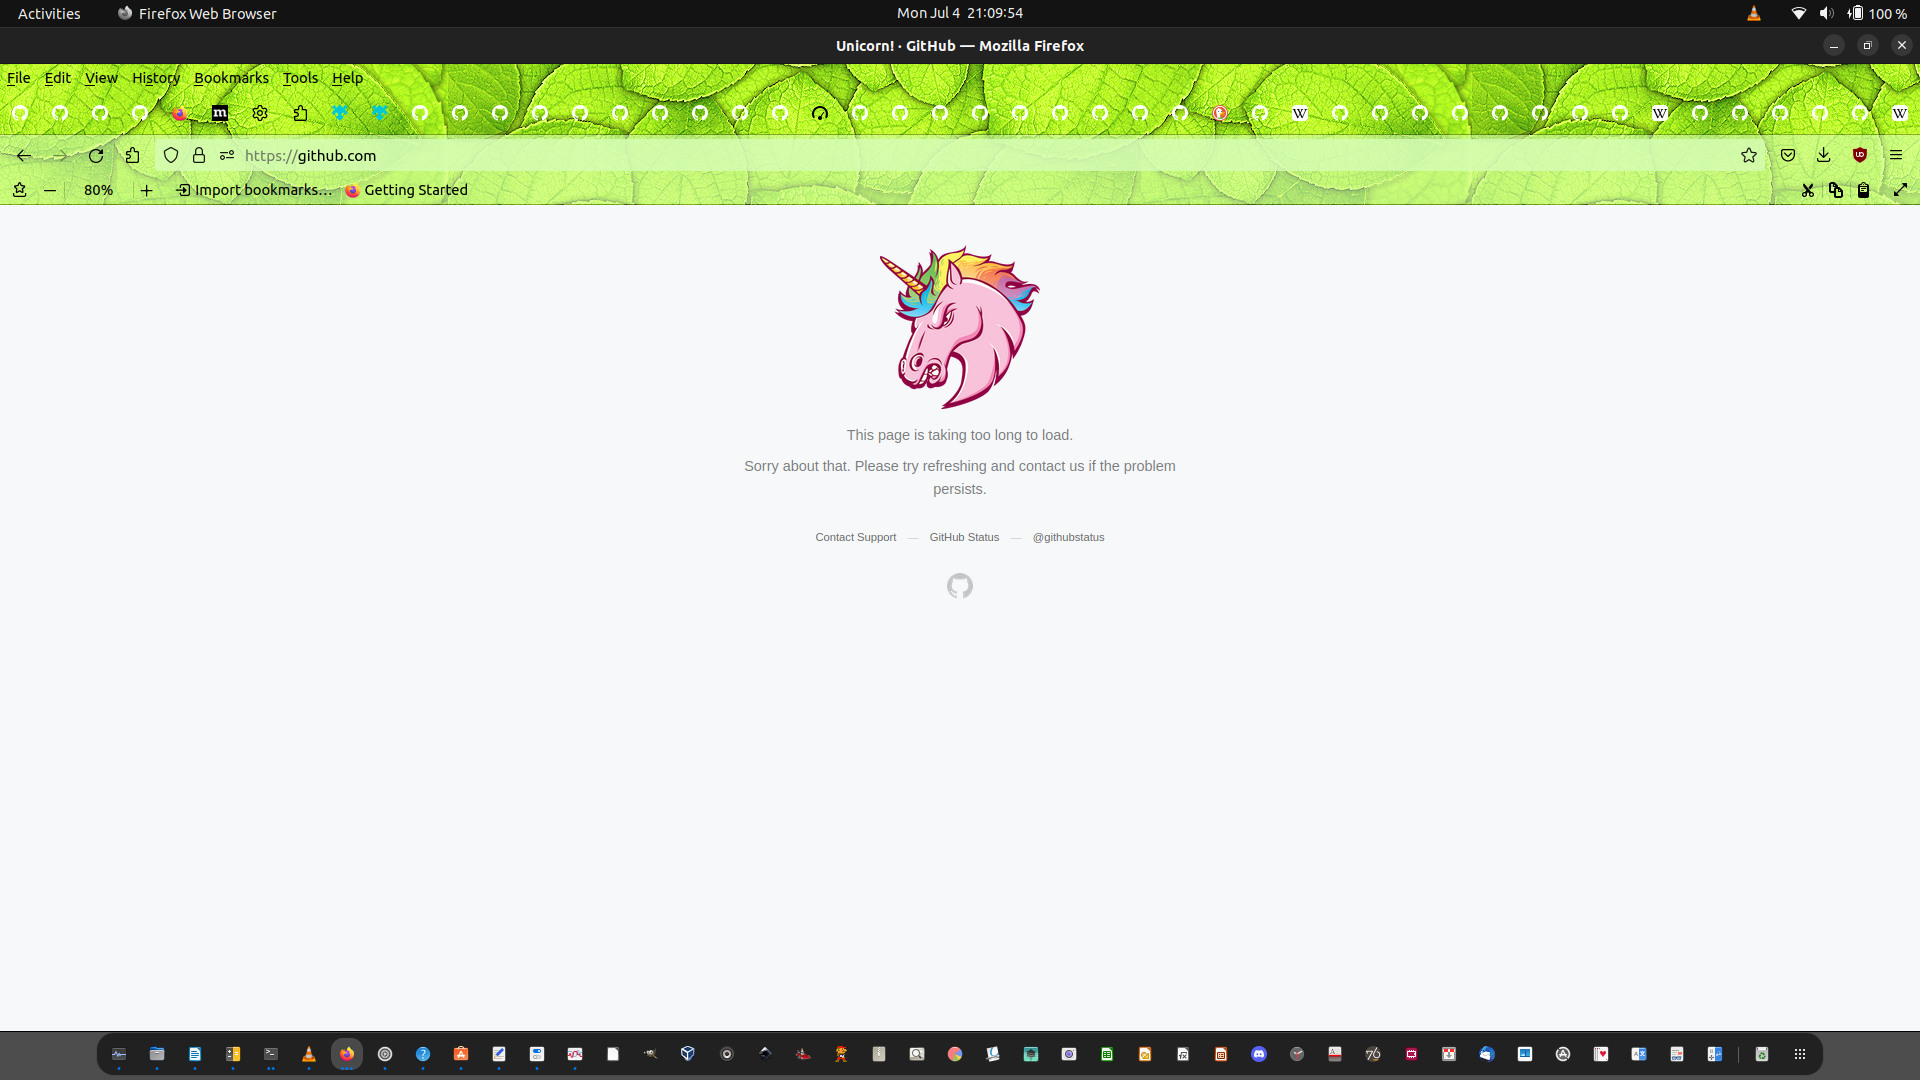 Activities
Firefox Web Browser
Mon Jul 4 21:09:54
100 %
Unicorn! · GitHub — Mozilla Firefox
File Edit View History Bookmarks Tools Help
m
W
W
W
https://github.com
80%
Import bookmarks…
Getting Started
This page is taking too long to load.
Sorry about that. Please try refreshing and contact us if the problem
persists.
Contact Support — GitHub Status — @githubstatus
76